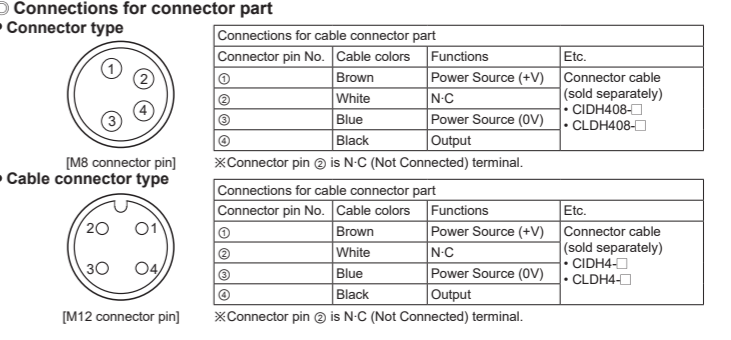 ◎ Connections for connector part
• Connector type
① ② ③ ④
[M8 connector pin]
Connections for cable connector part
Connector pin No. Cable colors Functions Etc.
① Brown Power Source (+V) Connector cable
(sold separately)
② White N·C • CIDH408-□
③ Blue Power Source (0V) • CLDH408-□
④ Black Output
※Connector pin ② is N·C (Not Connected) terminal.
• Cable connector type
2 1
3 4
[M12 connector pin]
Connections for cable connector part
Connector pin No. Cable colors Functions Etc.
① Brown Power Source (+V) Connector cable
(sold separately)
② White N·C • CIDH4-□
③ Blue Power Source (0V) • CLDH4-□
④ Black Output
※Connector pin ② is N·C (Not Connected) terminal.